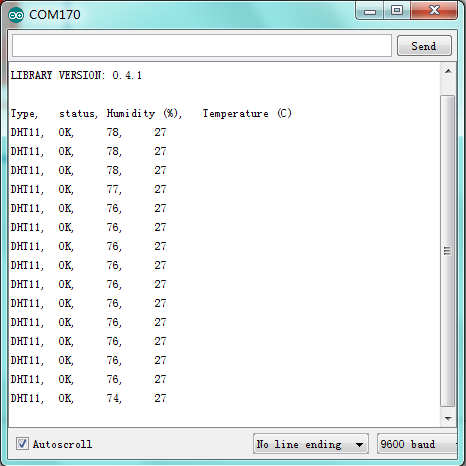 COM170
Send
LIBRARY VERSION: 0.4.1
Type, status, Humidity (%), Temperature (C)
DHT11, OK, 78, 27
DHT11, OK, 78, 27
DHT11, OK, 78, 27
DHT11, OK, 77, 27
DHT11, OK, 76, 27
DHT11, OK, 76, 27
DHT11, OK, 76, 27
DHT11, OK, 76, 27
DHT11, OK, 76, 27
DHT11, OK, 76, 27
DHT11, OK, 76, 27
DHT11, OK, 76, 27
DHT11, OK, 76, 27
DHT11, OK, 76, 27
DHT11, OK, 74, 27
Autoscroll
No line ending
9600 baud